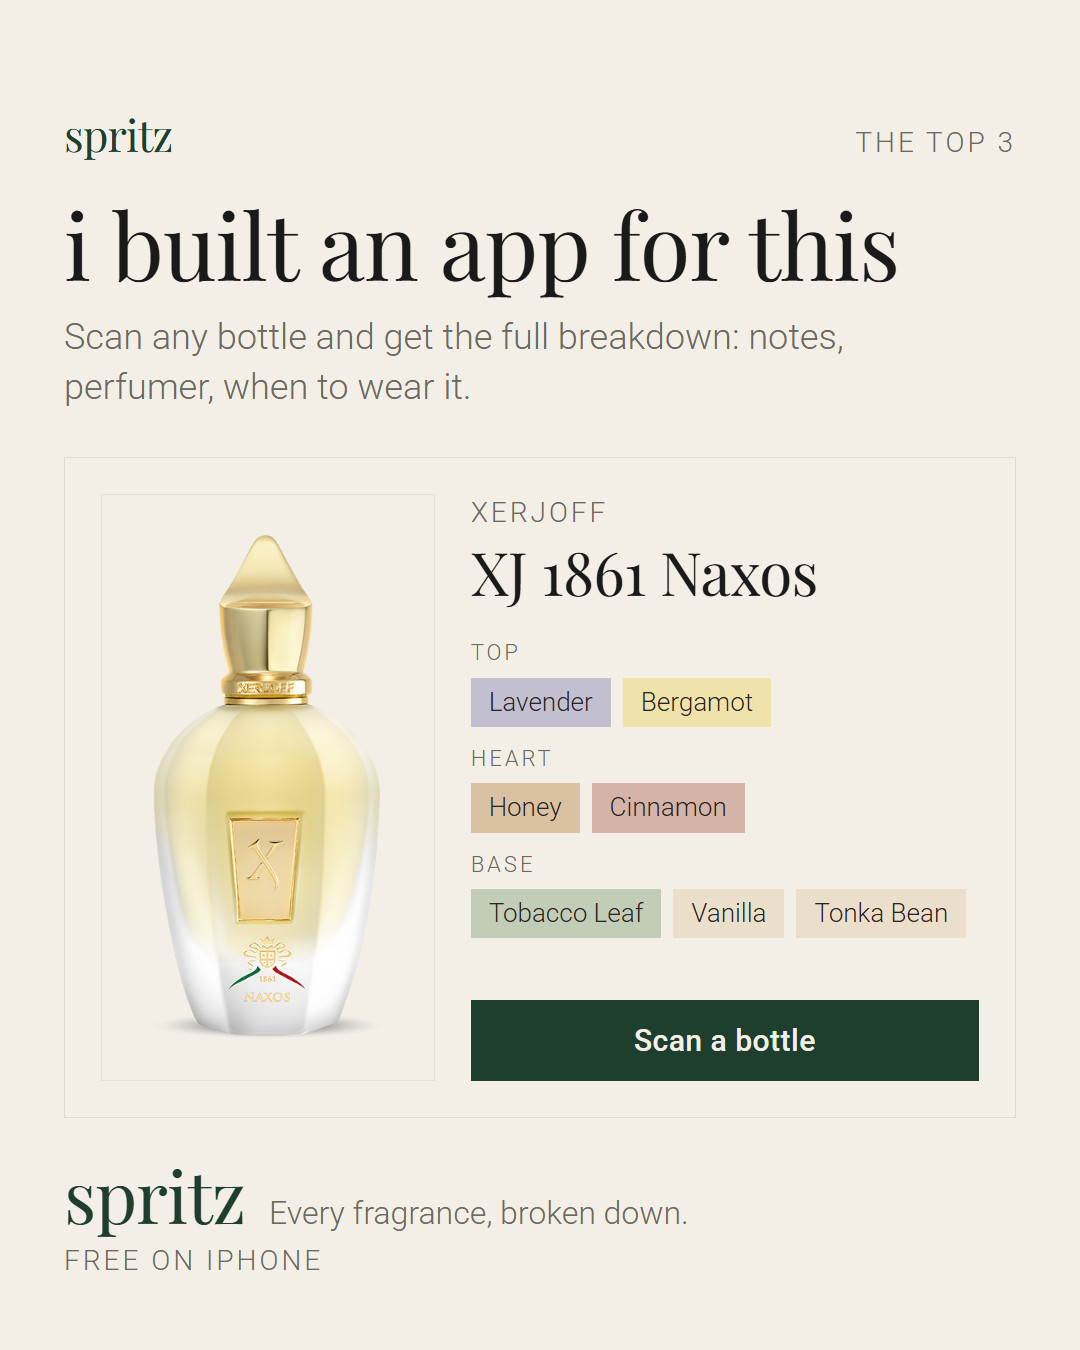 spritz
THE TOP 3
i built an app for this
Scan any bottle and get the full breakdown: notes,
perfumer, when to wear it.
XERJOFF
XJ 1861 Naxos
TOP
Lavender Bergamot
HEART
Honey Cinnamon
BASE
Tobacco Leaf Vanilla Tonka Bean
Scan a bottle
XERJOFF
X
1861
NAXOS
spritz Every fragrance, broken down.
FREE ON IPHONE